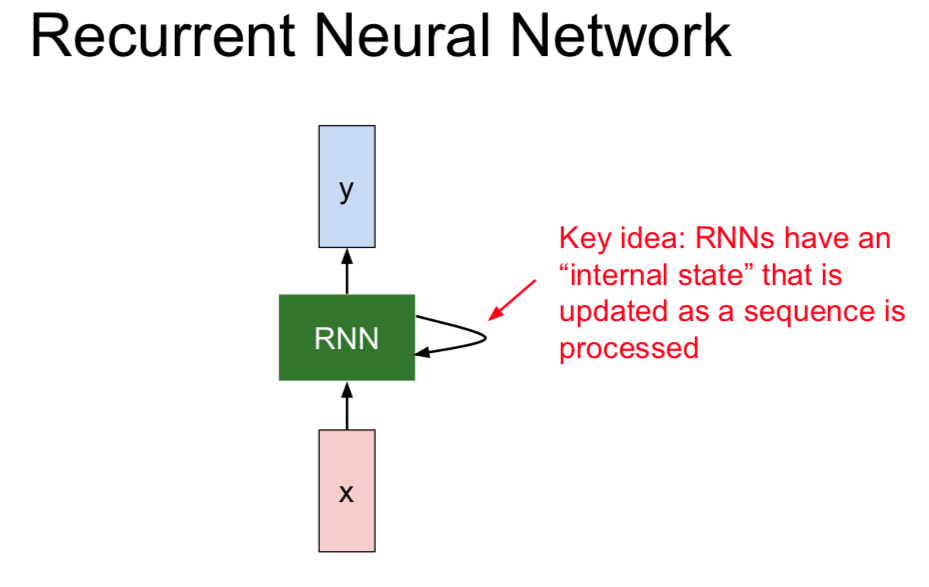 Recurrent Neural Network
y
Key idea: RNNs have an
“internal state” that is
updated as a sequence is
processed
RNN
x